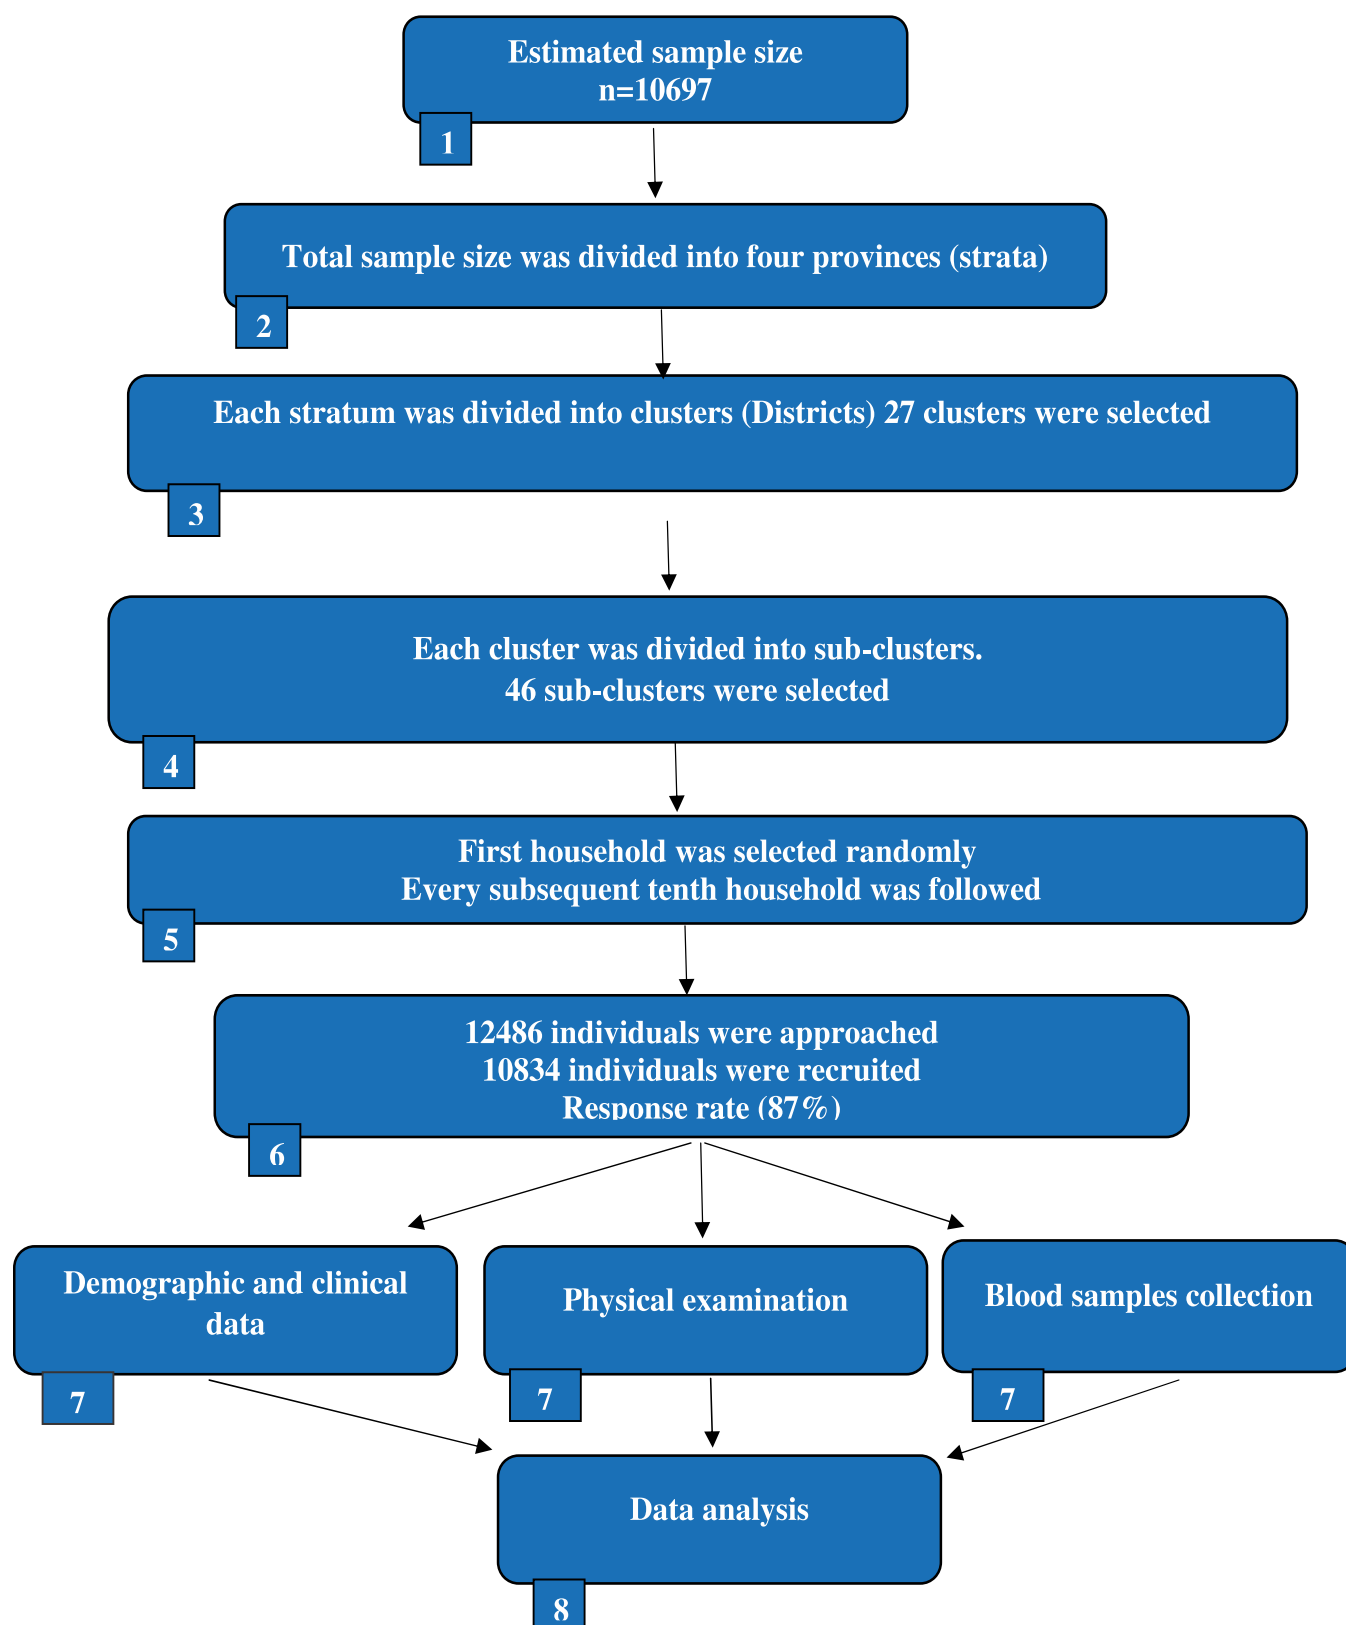 Estimated sample size
n=10697
1
Total sample size was divided into four provinces (strata)
2
Each stratum was divided into clusters (Districts) 27 clusters were selected
3
Each cluster was divided into sub-clusters.
46 sub-clusters were selected
4
First household was selected randomly
Every subsequent tenth household was followed
5
12486 individuals were approached
10834 individuals were recruited
Response rate (87%)
6
Demographic and clinical
data
7
Physical examination
7
Blood samples collection
7
Data analysis
8